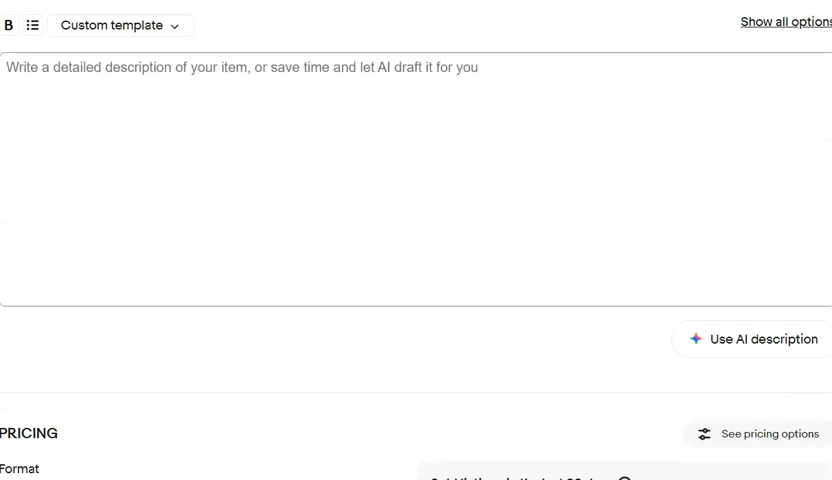 B Custom template Show all options
Write a detailed description of your item, or save time and let AI draft it for you
Use AI description
PRICING See pricing options
Format